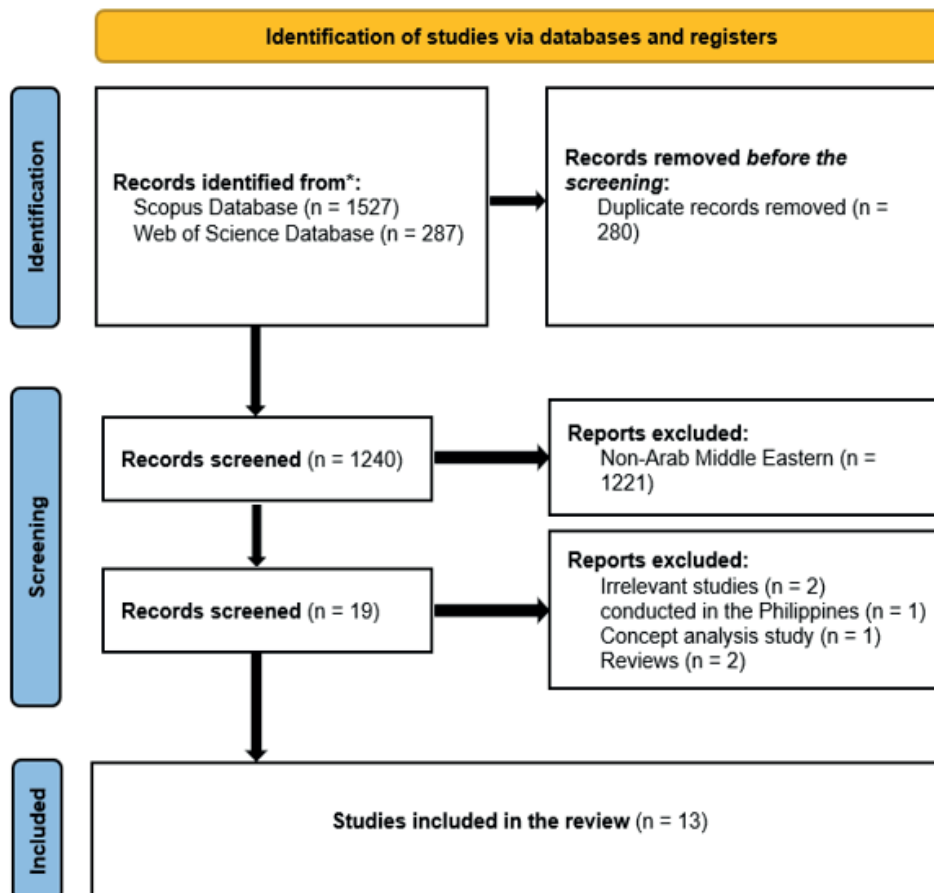 Identification of studies via databases and registers
Identification
Records identified from*:
Scopus Database (n = 1527)
Web of Science Database (n = 287)
Records removed before the
screening:
Duplicate records removed (n =
280)
Screening
Records screened (n = 1240)
Reports excluded:
Non-Arab Middle Eastern (n =
1221)
Records screened (n = 19)
Reports excluded:
Irrelevant studies (n = 2)
conducted in the Philippines (n = 1)
Concept analysis study (n = 1)
Reviews (n = 2)
Included
Studies included in the review (n = 13)